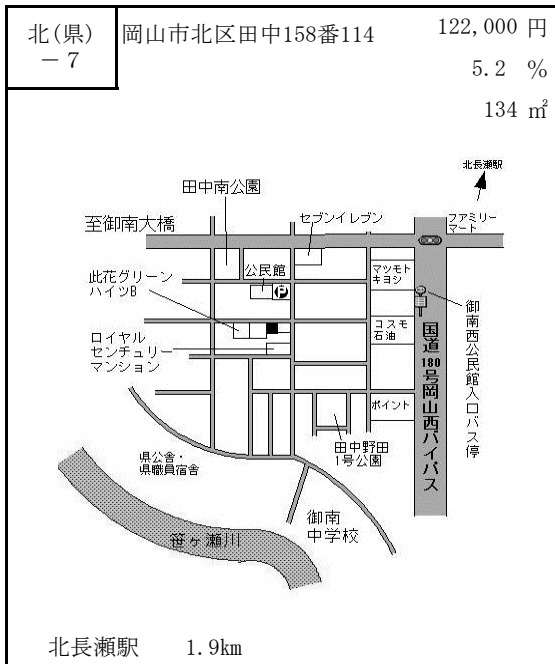 北(県)
－7
岡山市北区田中158番114
122,000 円
5.2 %
134 ㎡
北長瀬駅
田中南公園
至御南大橋
セブンイレブン
ファミリー
マート
此花グリーン
ハイツB
公民館
P
マツモト
キヨシ
ロイヤル
センチュリー
マンション
コスモ
石油
国道180号岡山西バイパス
御南西公民館入口バス停
ポイント
田中野田
1号公園
県公舎・
県職員宿舎
御南
中学校
笹ヶ瀬川
北長瀬駅 1.9km